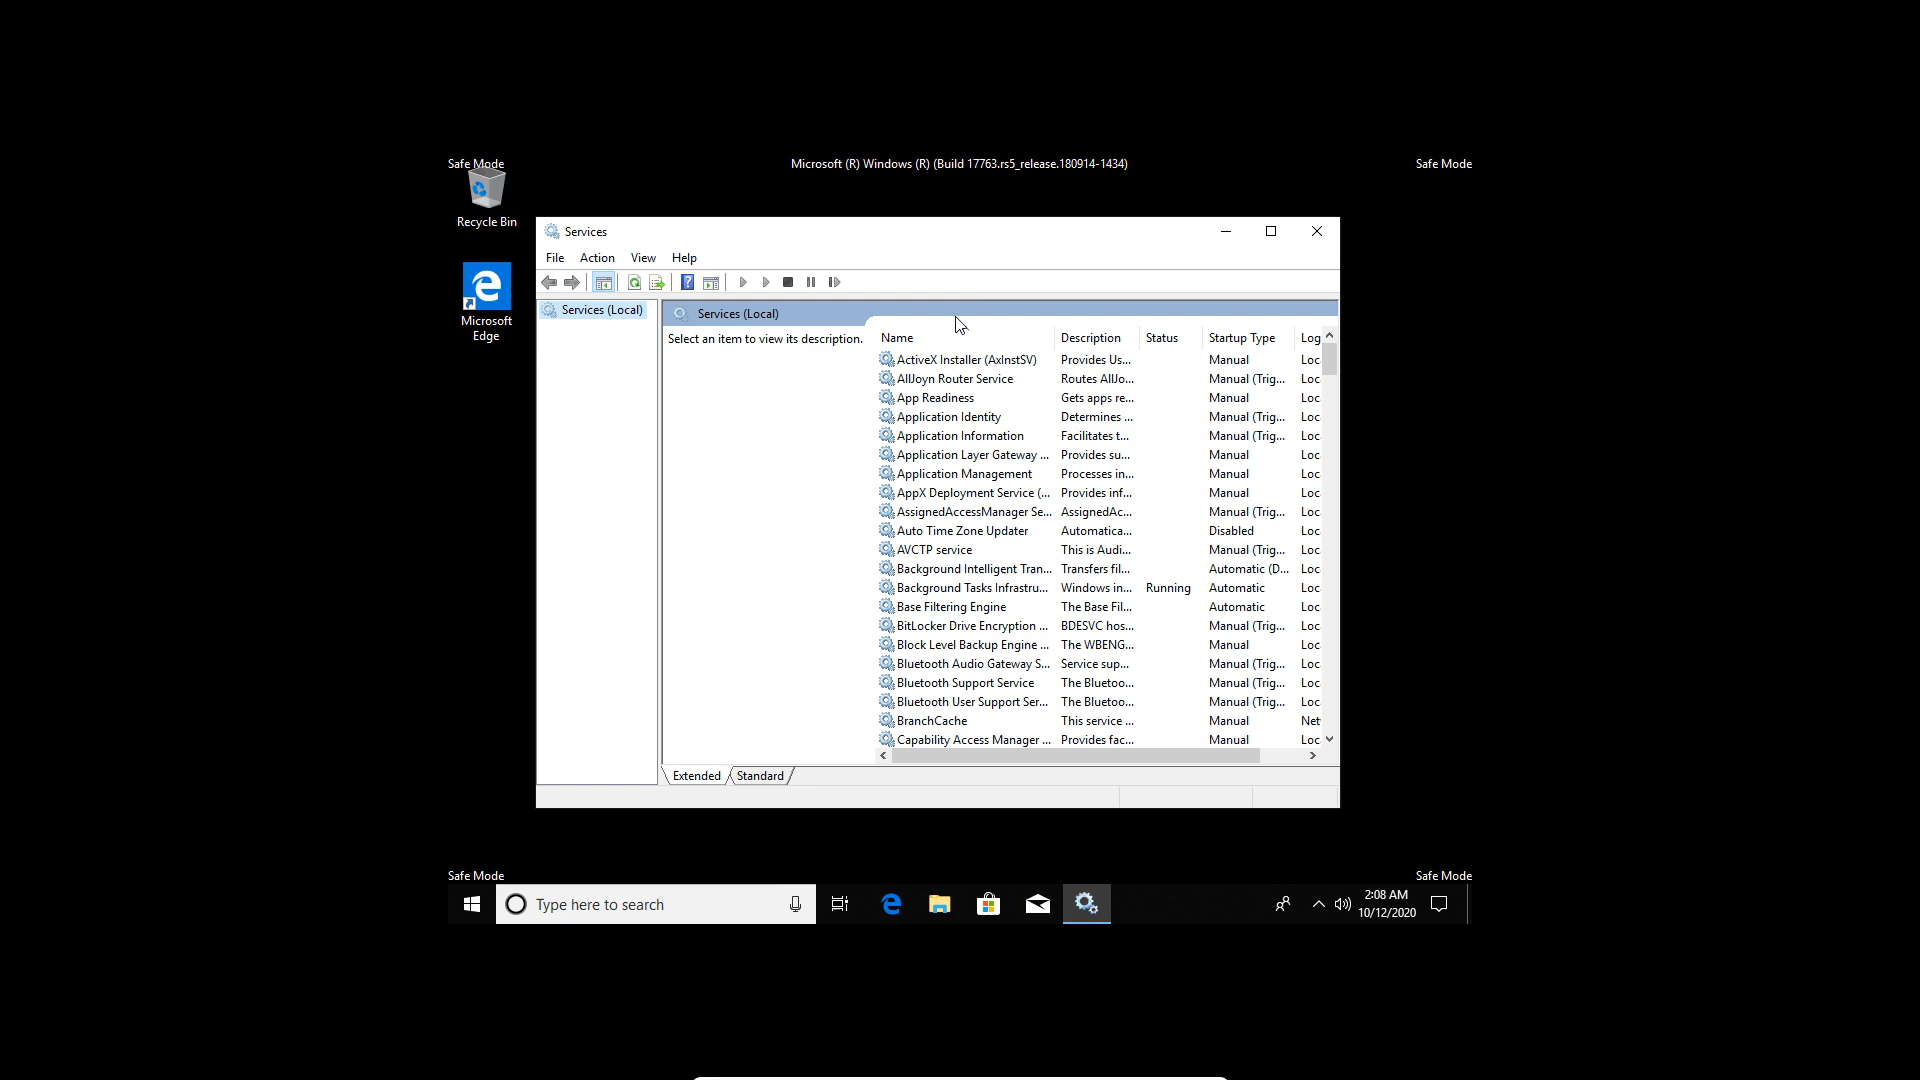 Safe Mode
Microsoft (R) Windows (R) (Build 17763.rs5_release.180914-1434)
Safe Mode
Recycle Bin
Microsoft
Edge
Services
File Action View Help
Services (Local)
Services (Local)
Select an item to view its description.
Name Description Status Startup Type Log
ActiveX Installer (AxInstSV) Provides Us... Manual Loc
AllJoyn Router Service Routes AllJo... Manual (Trig... Loc
App Readiness Gets apps re... Manual Loc
Application Identity Determines ... Manual (Trig... Loc
Application Information Facilitates t... Manual (Trig... Loc
Application Layer Gateway ... Provides su... Manual Loc
Application Management Processes in... Manual Loc
AppX Deployment Service (... Provides inf... Manual Loc
AssignedAccessManager Se... AssignedAc... Manual (Trig... Loc
Auto Time Zone Updater Automatica... Disabled Loc
AVCTP service This is Audi... Manual (Trig... Loc
Background Intelligent Tran... Transfers fil... Automatic (D... Loc
Background Tasks Infrastru... Windows in... Running Automatic Loc
Base Filtering Engine The Base Fil... Automatic Loc
BitLocker Drive Encryption ... BDESVC hos... Manual (Trig... Loc
Block Level Backup Engine ... The WBENG... Manual Loc
Bluetooth Audio Gateway S... Service sup... Manual (Trig... Loc
Bluetooth Support Service The Bluetoo... Manual (Trig... Loc
Bluetooth User Support Ser... The Bluetoo... Manual (Trig... Loc
BranchCache This service ... Manual Net
Capability Access Manager ... Provides fac... Manual Loc
Extended Standard
Safe Mode
Safe Mode
Type here to search
2:08 AM
10/12/2020